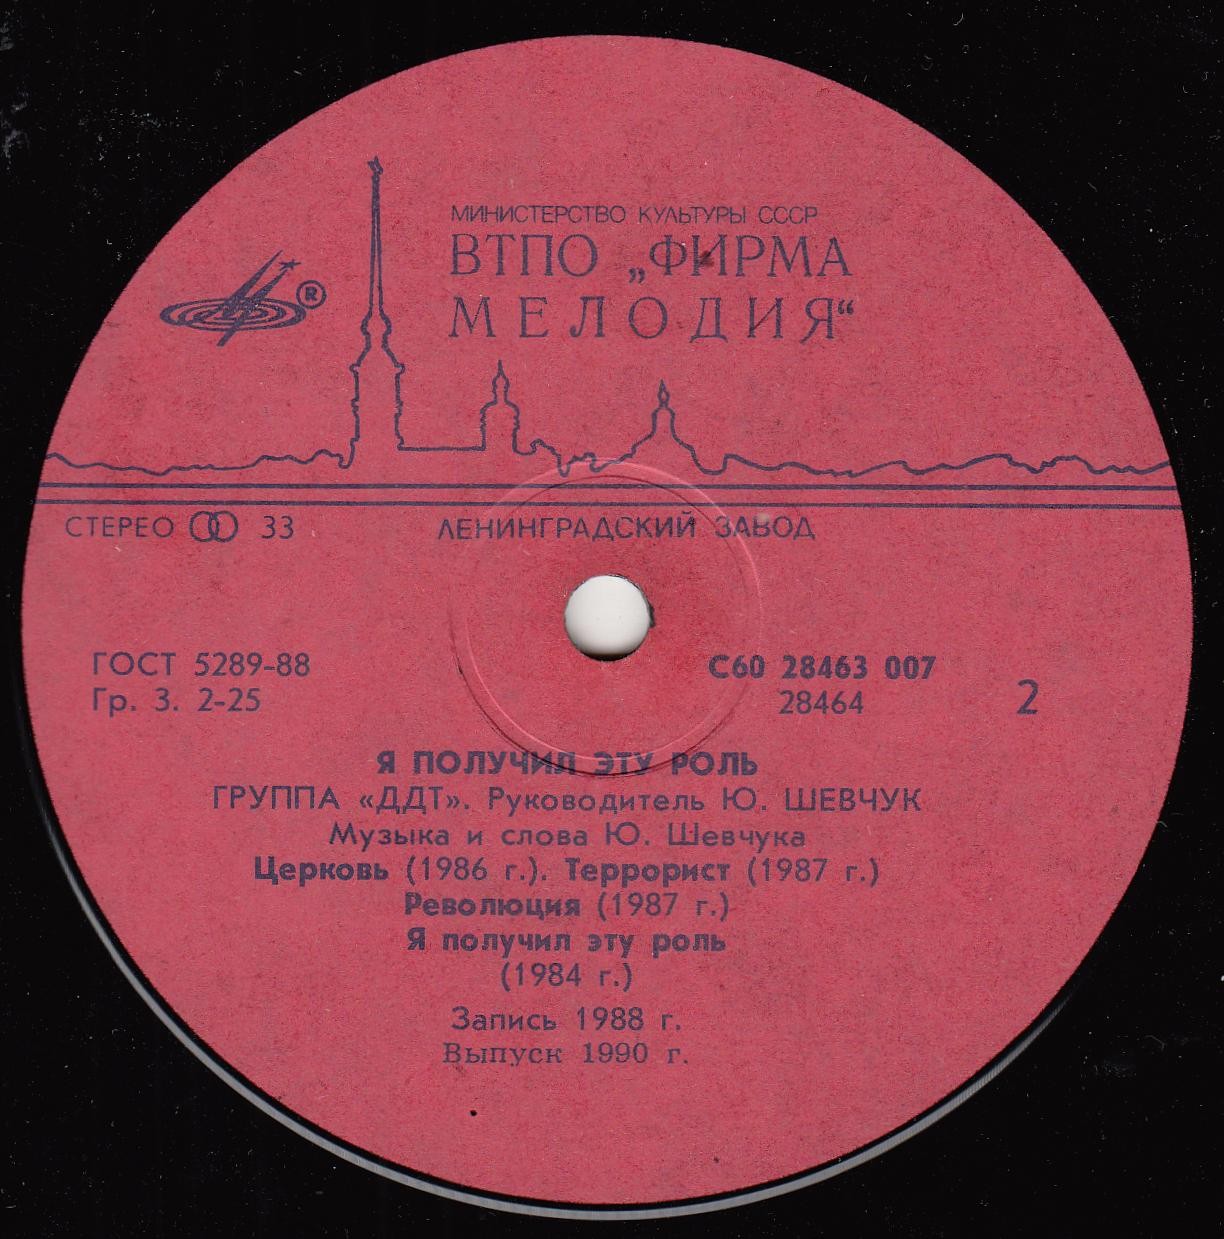 МИНИСТЕРСТВО КУЛЬТУРЫ СССР
ВТПО „ФИРМА
МЕЛОДИЯ“
®
СТЕРЕО 33
ЛЕНИНГРАДСКИЙ ЗАВОД
ГОСТ 5289-88
Гр. 3. 2-25
С60 28463 007
28464
2
Я ПОЛУЧИЛ ЭТУ РОЛЬ
ГРУППА «ДДТ». Руководитель Ю. ШЕВЧУК
Музыка и слова Ю. Шевчука
Церковь (1986 г.). Террорист (1987 г.)
Революция (1987 г.)
Я получил эту роль
(1984 г.)
Запись 1988 г.
Выпуск 1990 г.